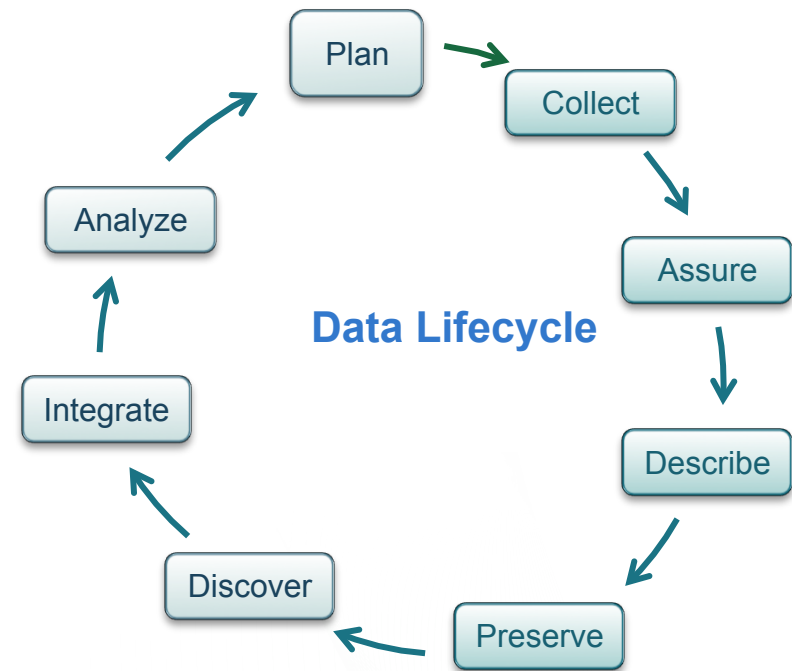 Plan
Collect
Analyze
Assure
Data Lifecycle
Integrate
Describe
Discover
Preserve